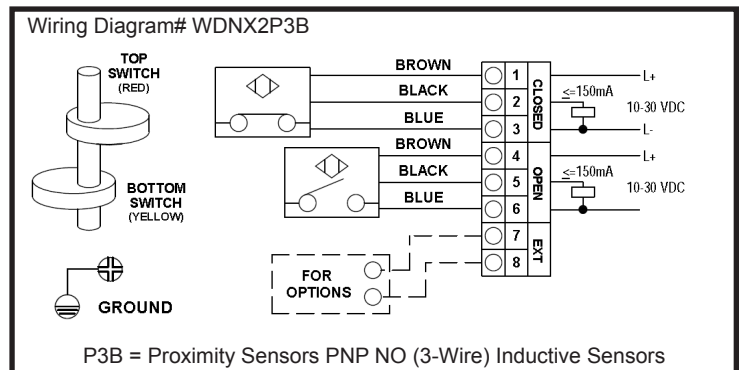 Wiring Diagram# WDNX2P3B
TOP
SWITCH
(RED)
BOTTOM
SWITCH
(YELLOW)
GROUND
BROWN
BLACK
BLUE
BROWN
BLACK
BLUE
FOR
OPTIONS
1
2
3
4
5
6
7
8
CLOSED
OPEN
EXT
L+
<=150mA
10-30 VDC
L-
L+
<=150mA
10-30 VDC
P3B = Proximity Sensors PNP NO (3-Wire) Inductive Sensors